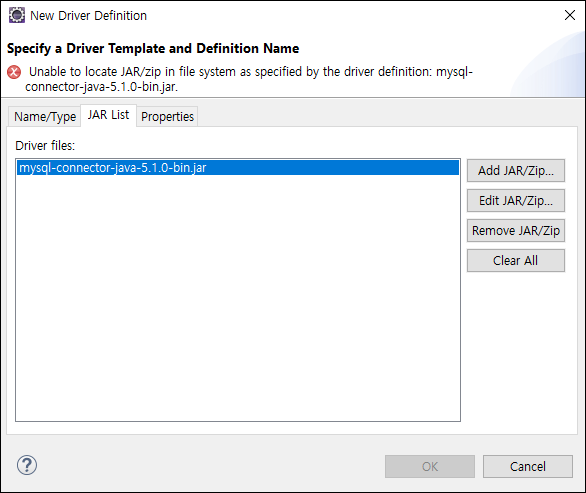 New Driver Definition
Specify a Driver Template and Definition Name
Unable to locate JAR/zip in file system as specified by the driver definition: mysql-
connector-java-5.1.0-bin.jar.
Name/Type JAR List Properties
Driver files:
mysql-connector-java-5.1.0-bin.jar
Add JAR/Zip...
Edit JAR/Zip...
Remove JAR/Zip
Clear All
?
OK Cancel